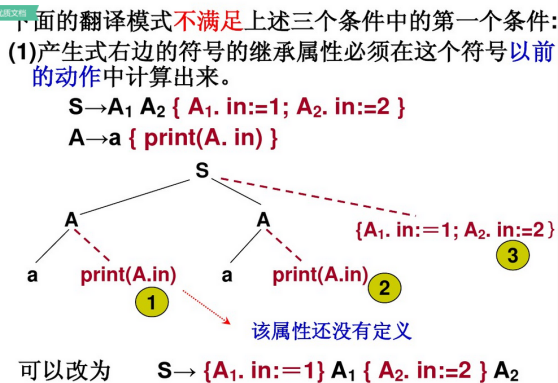 优质文档
下面的翻译模式不满足上述三个条件中的第一个条件:
(1)产生式右边的符号的继承属性必须在这个符号以前
的动作中计算出来。
S→A₁ A₂ { A₁. in:=1; A₂. in:=2 }
A→a { print(A. in) }
S
A A {A₁. in:=1; A₂. in:=2}
a print(A.in) a print(A.in) 3
1 2
该属性还没有定义
可以改为 S→ {A₁. in:=1} A₁ { A₂. in:=2 } A₂